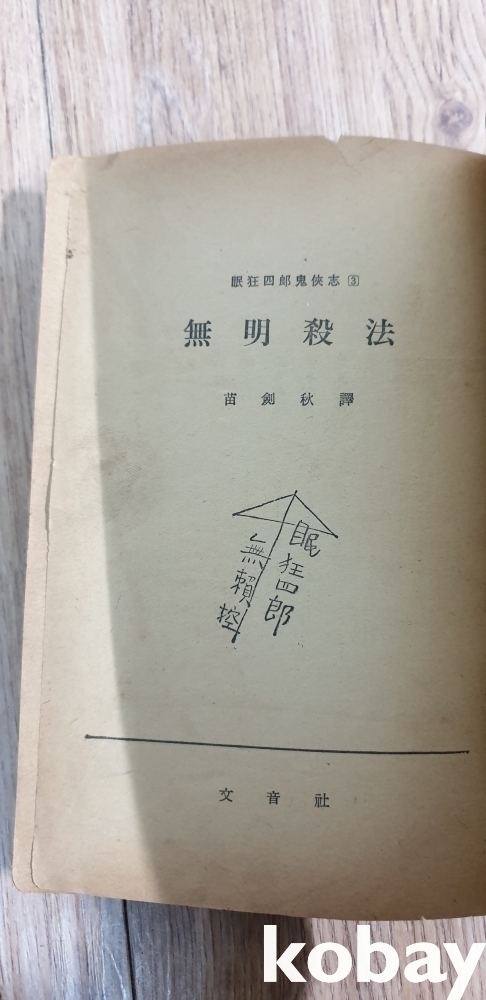 眠狂四郎鬼俠志 3
無明殺法
苗劍秋譯
眠狂四郎
無賴控
文音社
kobay